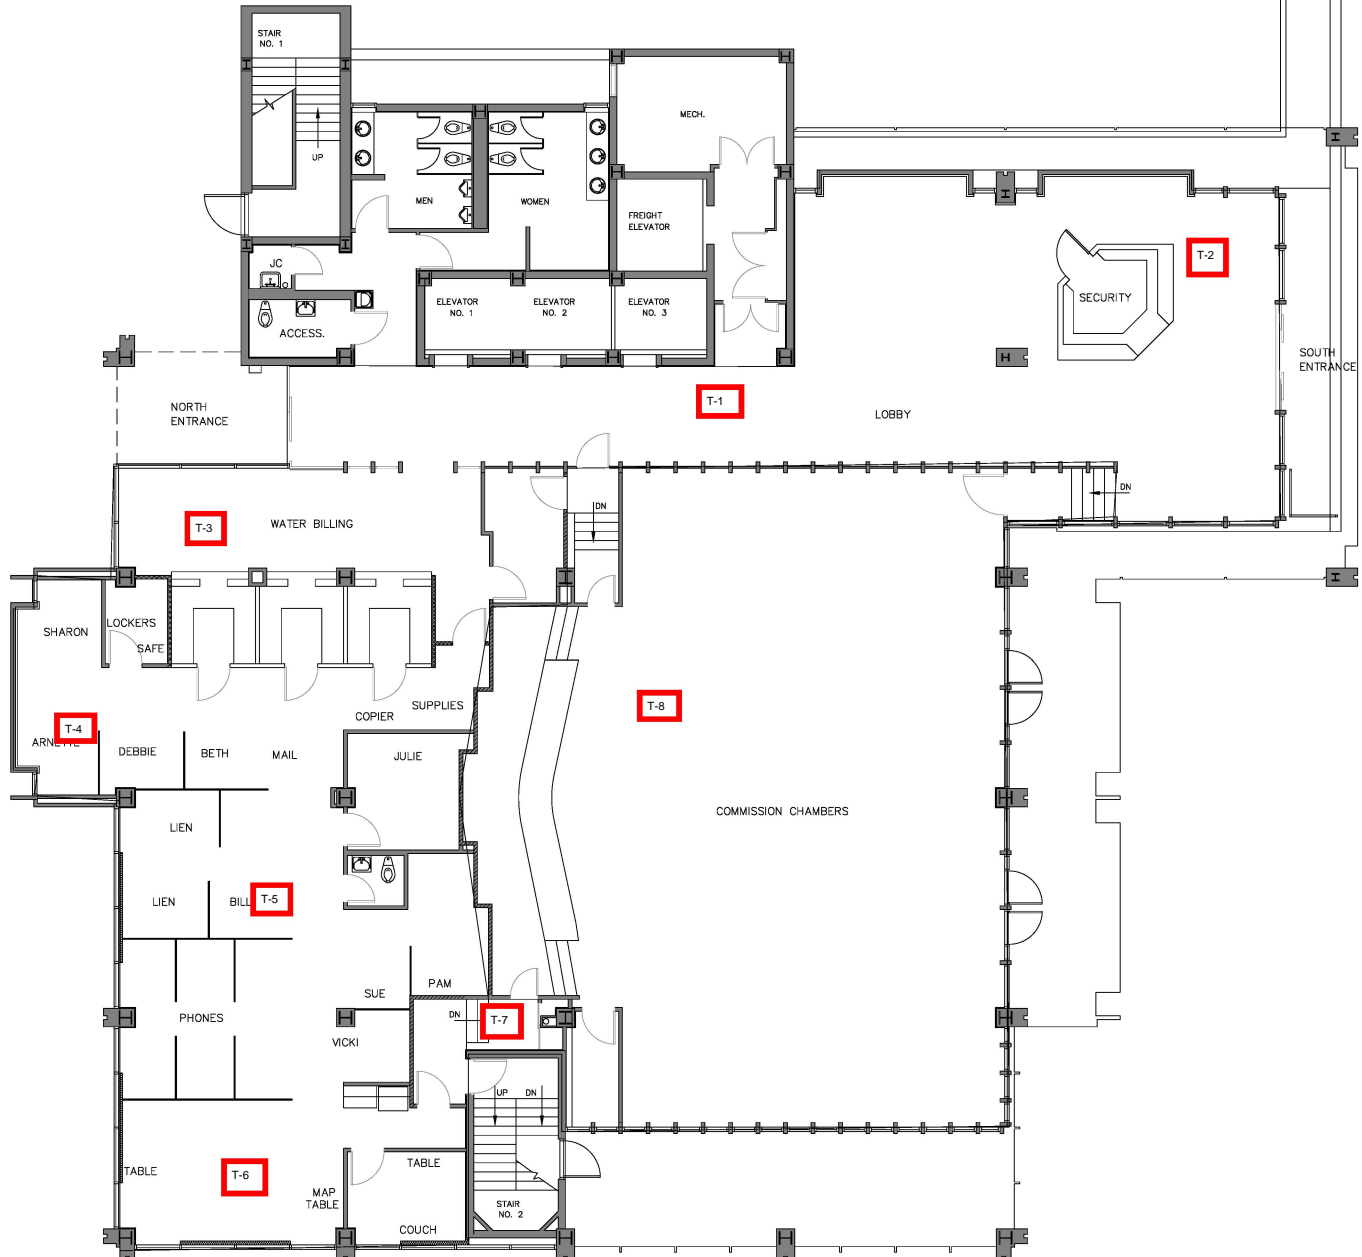 STAIR
NO. 1
UP
MECH.
MEN
WOMEN
FREIGHT
ELEVATOR
T-2
JC
SECURITY
ELEVATOR
NO. 1
ELEVATOR
NO. 2
ELEVATOR
NO. 3
ACCESS.
SOUTH
ENTRANCE
NORTH
ENTRANCE
T-1
LOBBY
DN
DN
T-3
WATER BILLING
SHARON
LOCKERS
SAFE
SUPPLIES
COPIER
T-8
T-4
DEBBIE
BETH
MAIL
JULIE
COMMISSION CHAMBERS
LIEN
LIEN
T-5
PAM
SUE
PHONES
DN
T-7
VICKI
UP
DN
TABLE
T-6
MAP
TABLE
TABLE
COUCH
STAIR
NO. 2